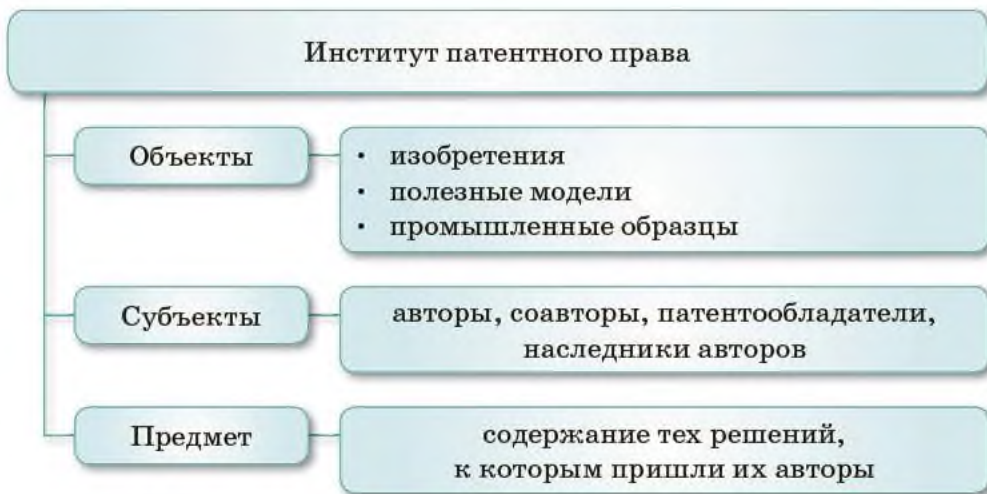 Институт патентного права
Объекты
• изобретения
• полезные модели
• промышленные образцы
Субъекты
авторы, соавторы, патентообладатели,
наследники авторов
Предмет
содержание тех решений,
к которым пришли их авторы